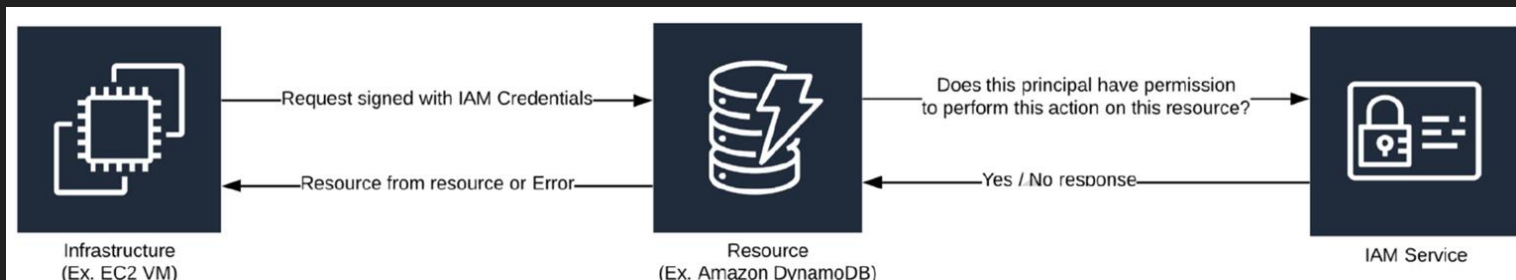 Request signed with IAM Credentials
Does this principal have permission
to perform this action on this resource?
Resource from resource or Error
Yes / No response
Infrastructure
(Ex. EC2 VM)
Resource
(Ex. Amazon DynamoDB)
IAM Service